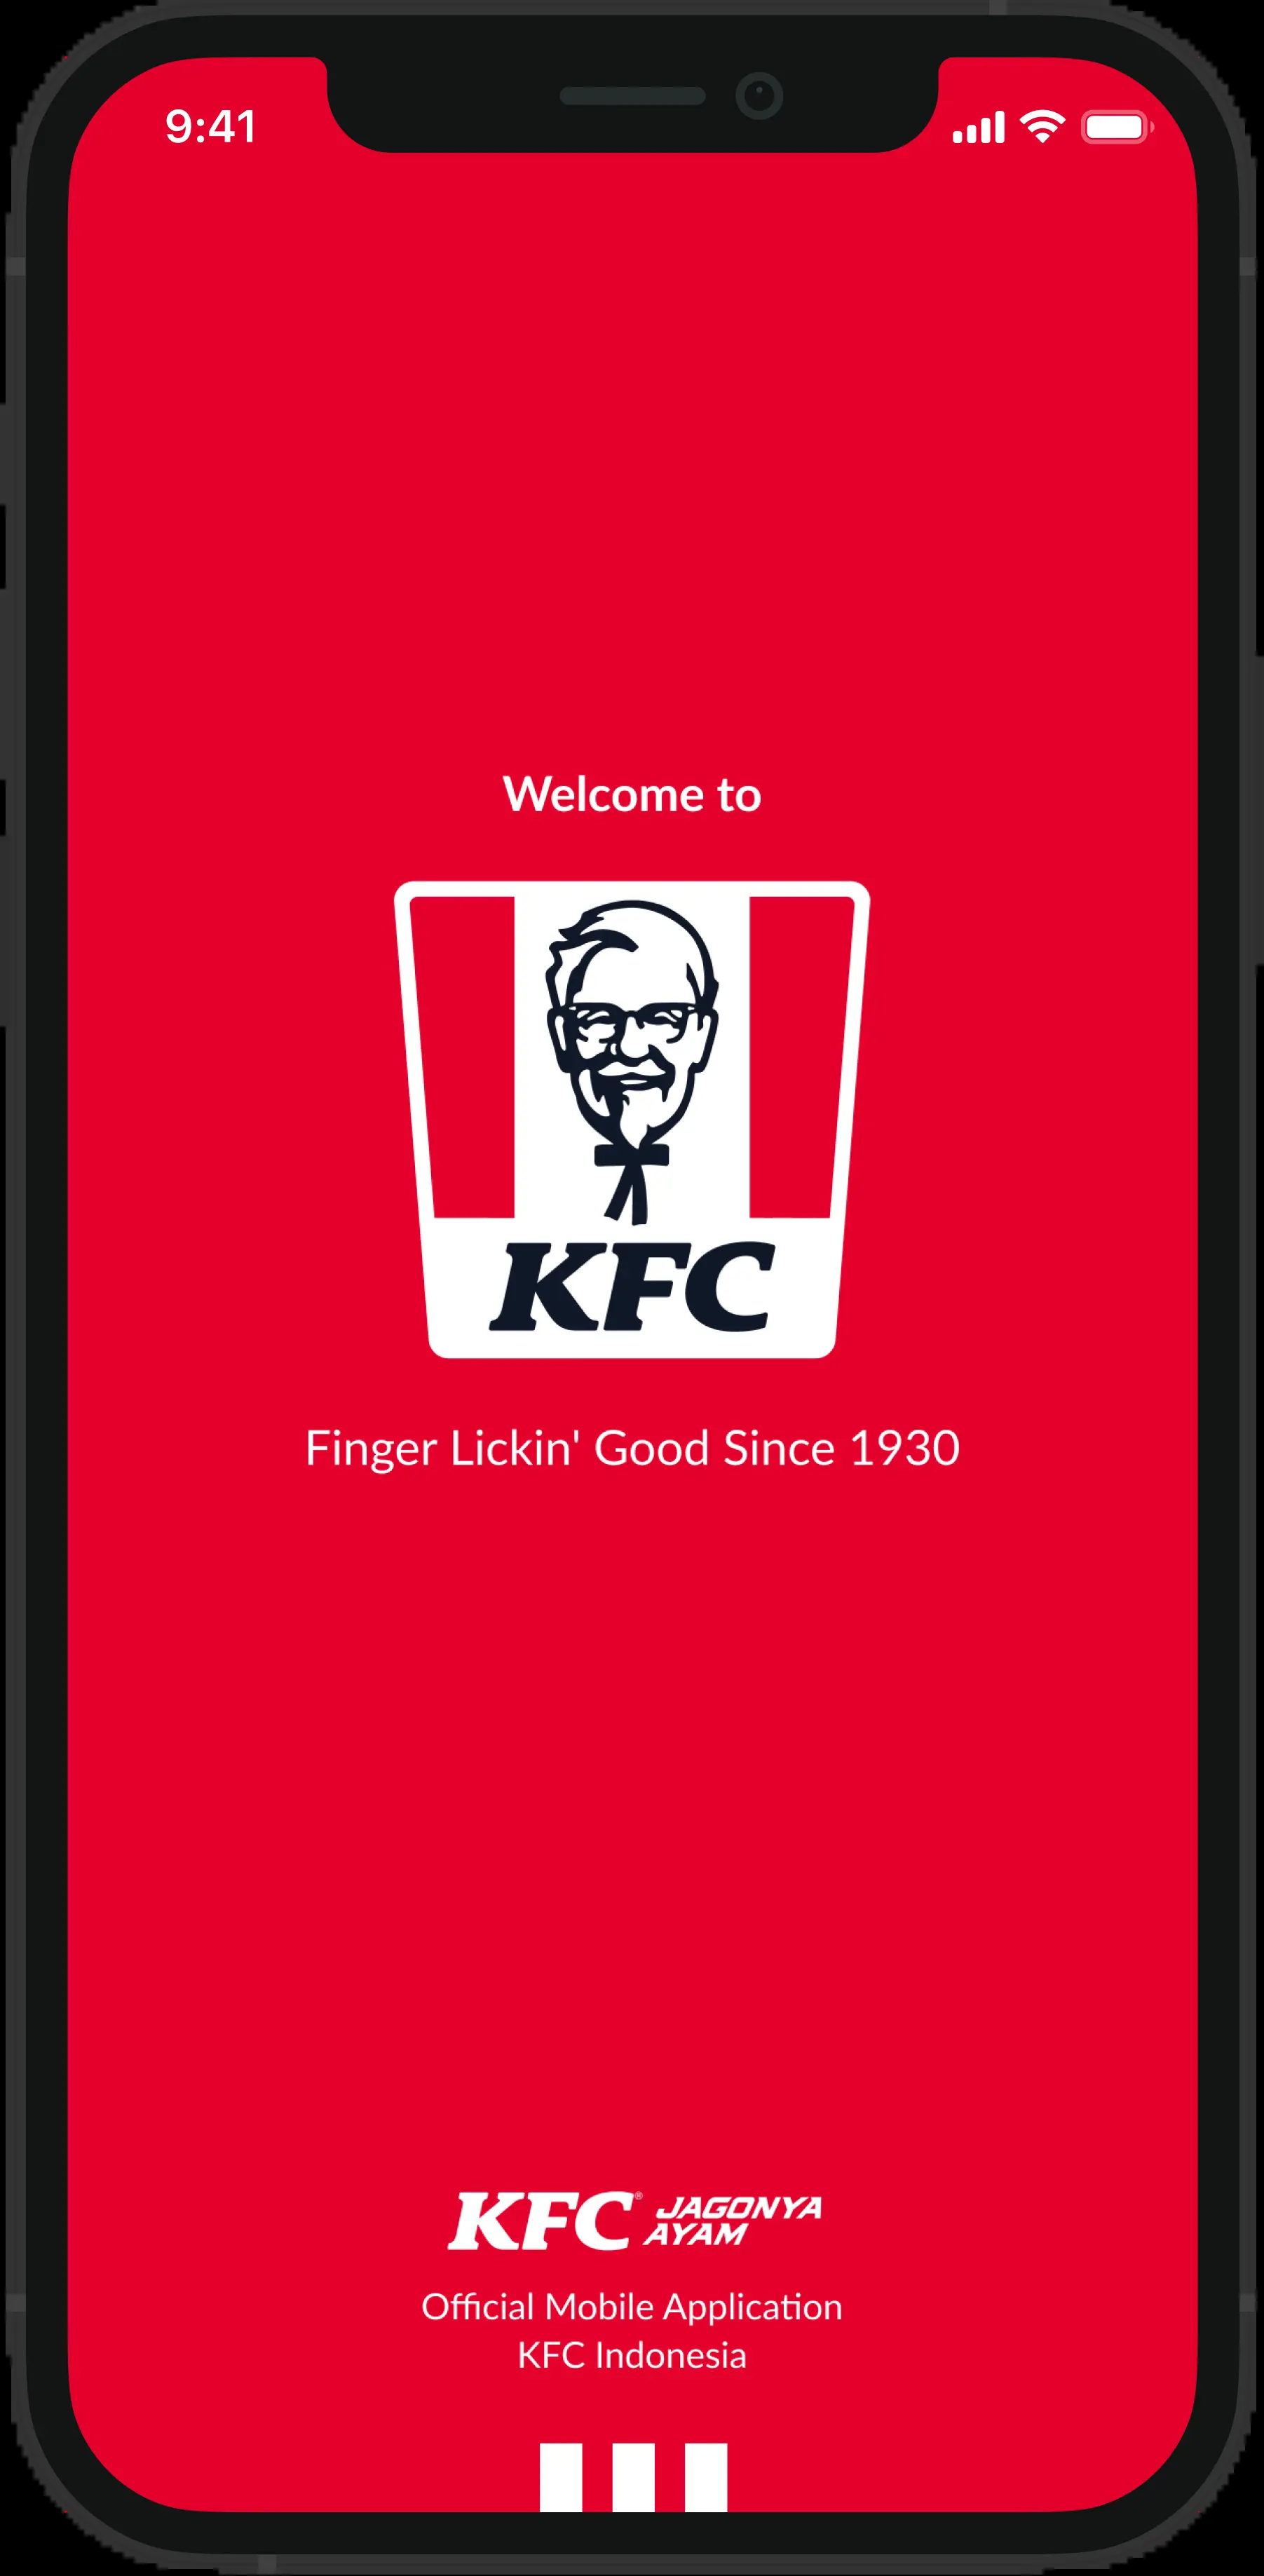 9:41
Welcome to
KFC
Finger Lickin' Good Since 1930
KFC® JAGONYA
AYAM
Official Mobile Application
KFC Indonesia